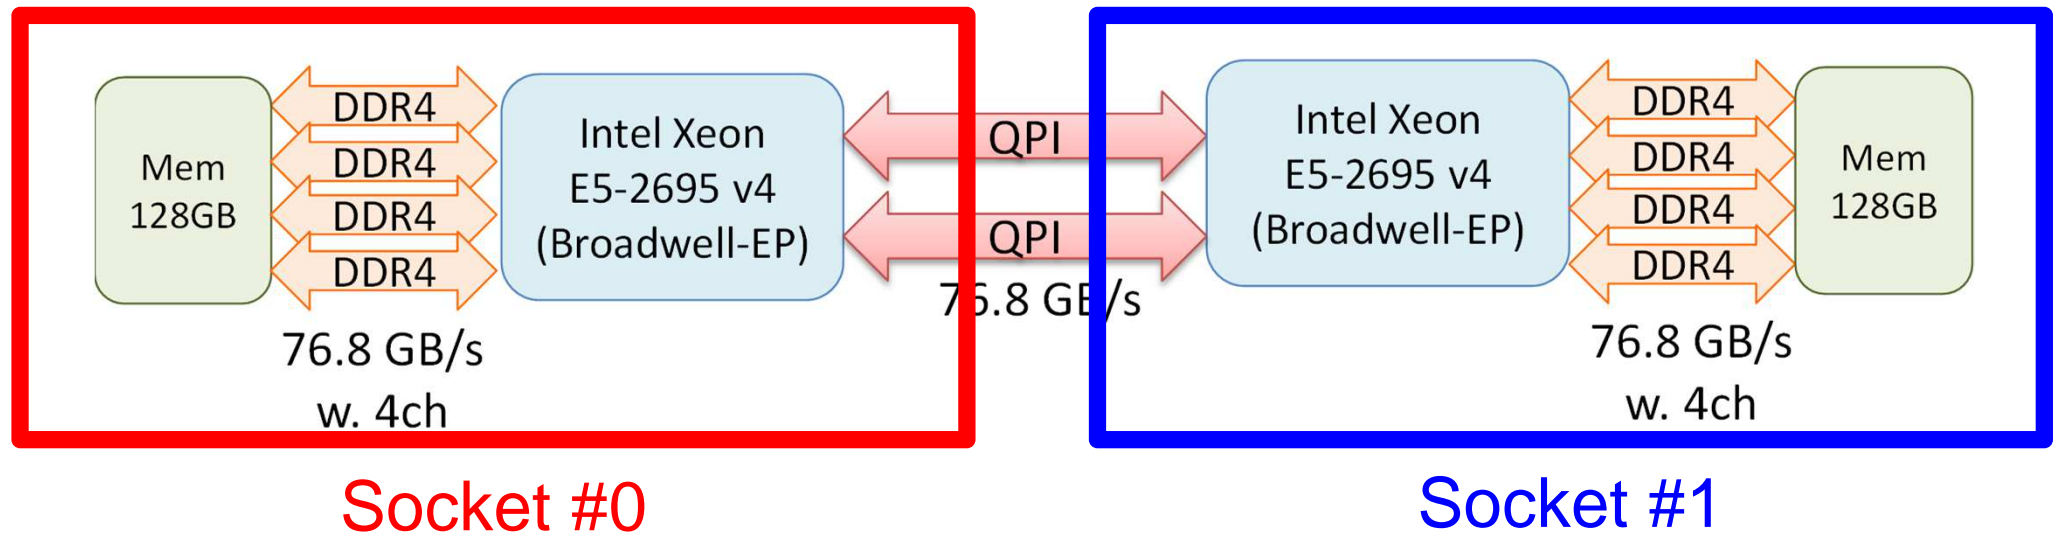 Mem
128GB
DDR4
DDR4
DDR4
DDR4
76.8 GB/s
w. 4ch
Intel Xeon
E5-2695 v4
(Broadwell-EP)
QPI
QPI
76.8 GB/s
Intel Xeon
E5-2695 v4
(Broadwell-EP)
DDR4
DDR4
DDR4
DDR4
76.8 GB/s
w. 4ch
Mem
128GB
Socket #0
Socket #1